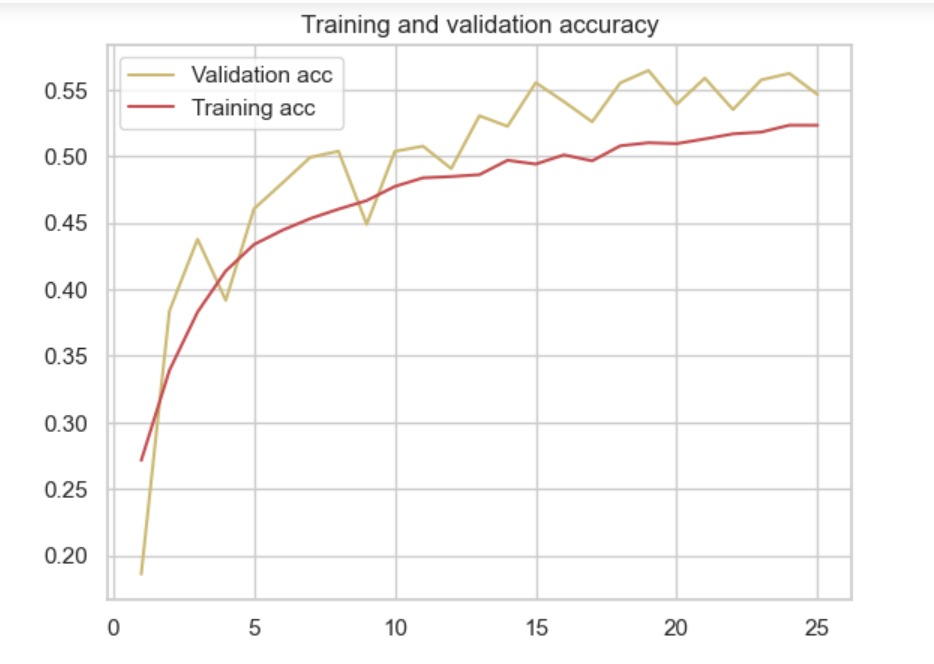 Training and validation accuracy
Validation acc
Training acc
0.55
0.50
0.45
0.40
0.35
0.30
0.25
0.20
0 5 10 15 20 25